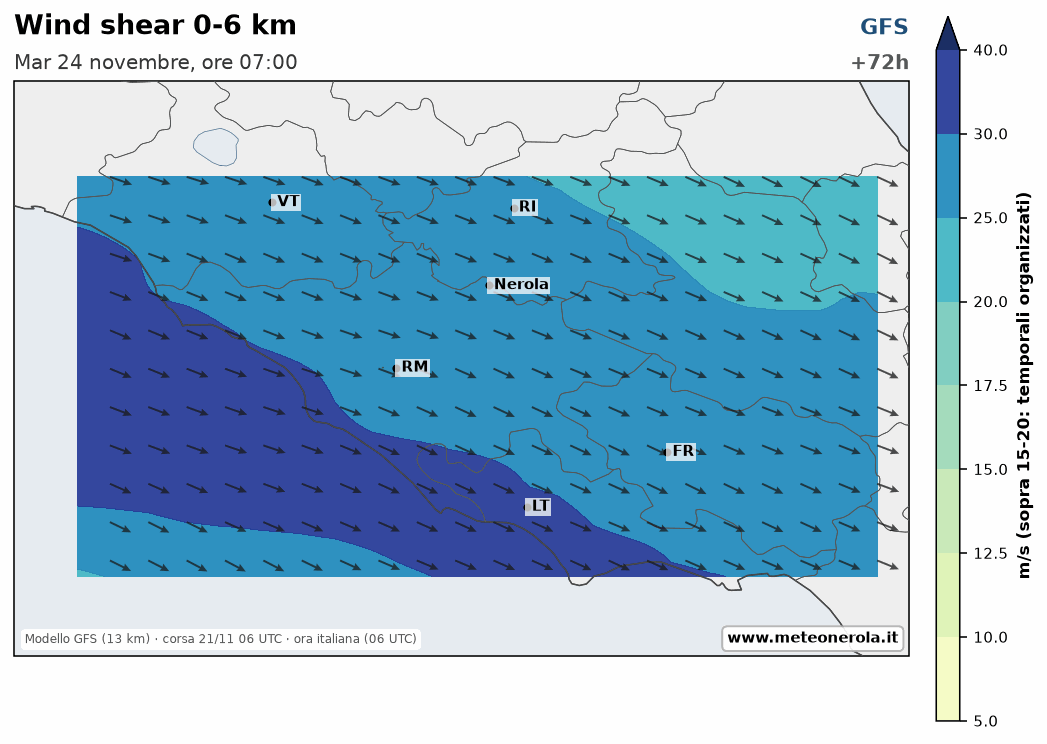 Wind shear 0-6 km
GFS
Mar 24 novembre, ore 07:00
+72h
VT
RI
Nerola
RM
FR
LT
40.0
30.0
25.0
20.0
17.5
15.0
12.5
10.0
5.0
m/s (sopra 15-20: temporali organizzati)
Modello GFS (13 km) · corsa 21/11 06 UTC · ora italiana (06 UTC)
www.meteonerola.it